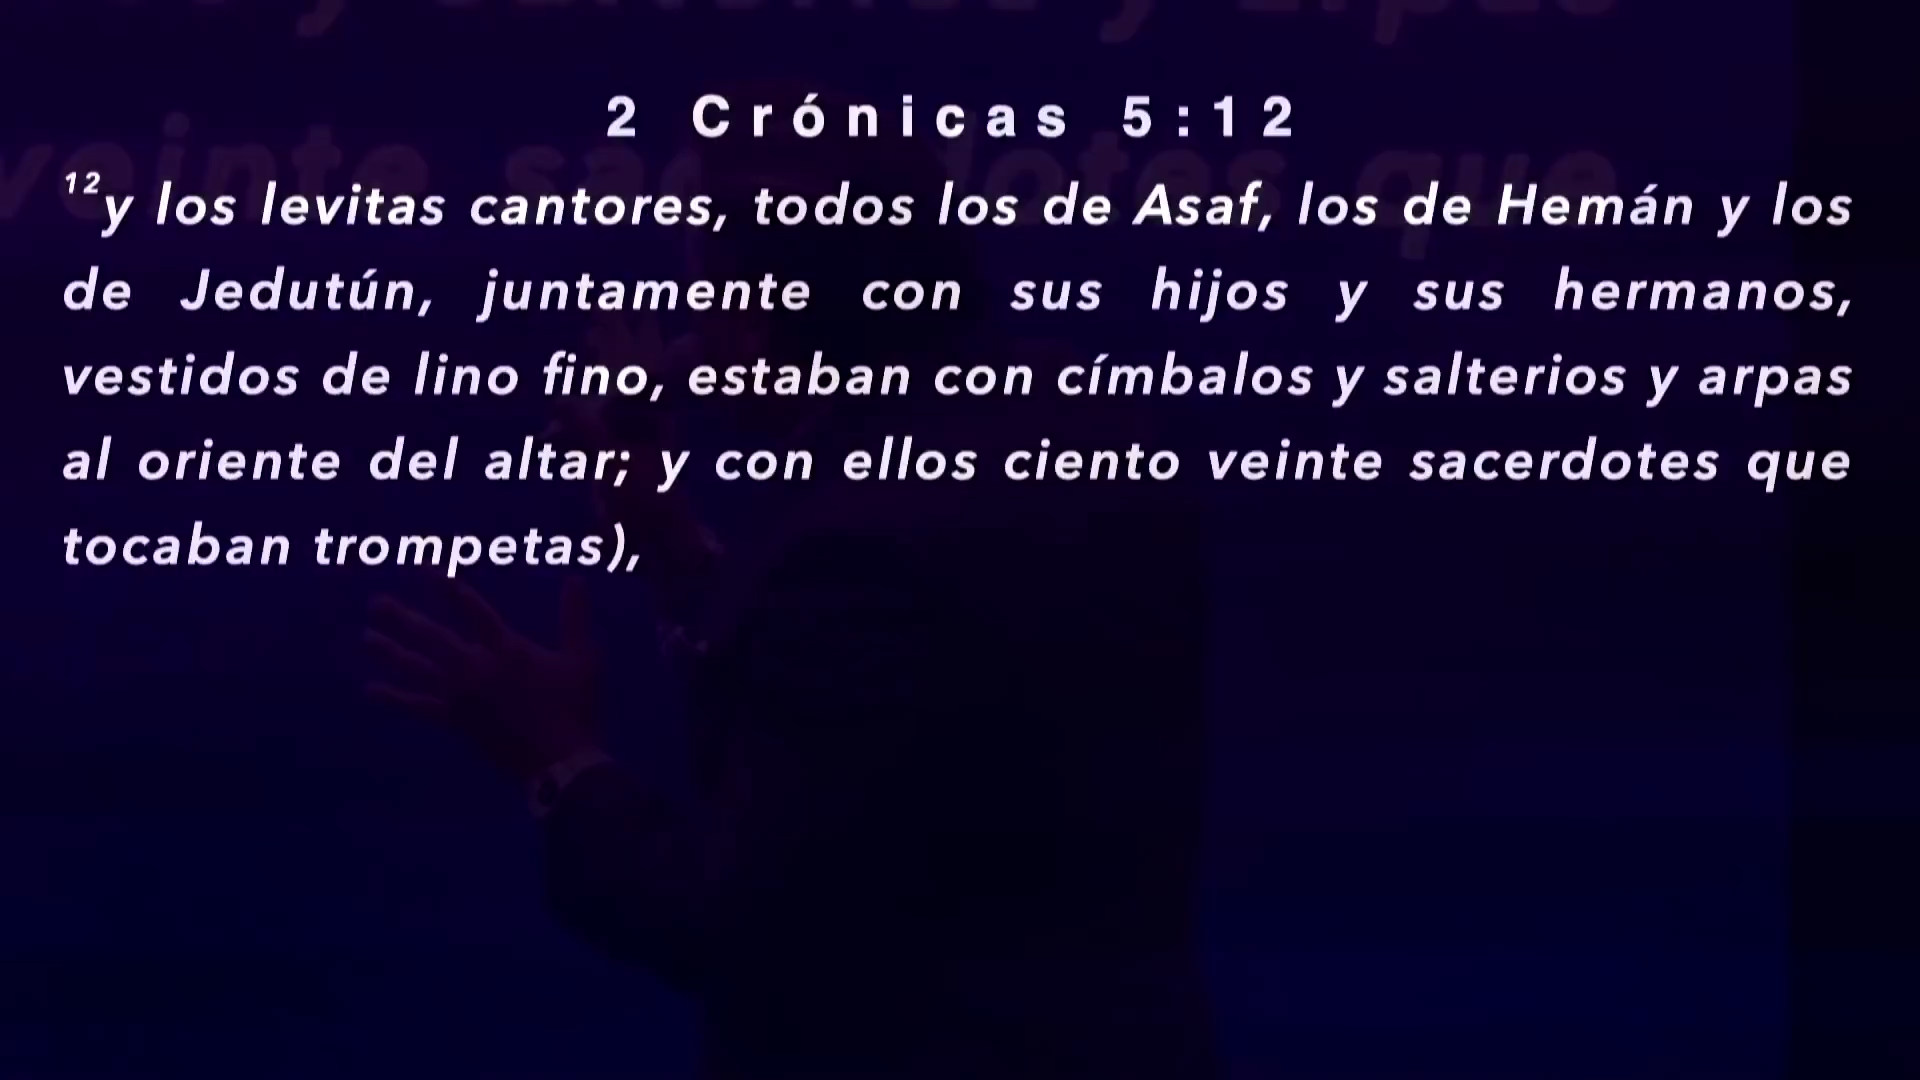 2 Crónicas 5:12
12y los levitas cantores, todos los de Asaf, los de Hemán y los
de Jedutún, juntamente con sus hijos y sus hermanos,
vestidos de lino fino, estaban con címbalos y salterios y arpas
al oriente del altar; y con ellos ciento veinte sacerdotes que
tocaban trompetas),